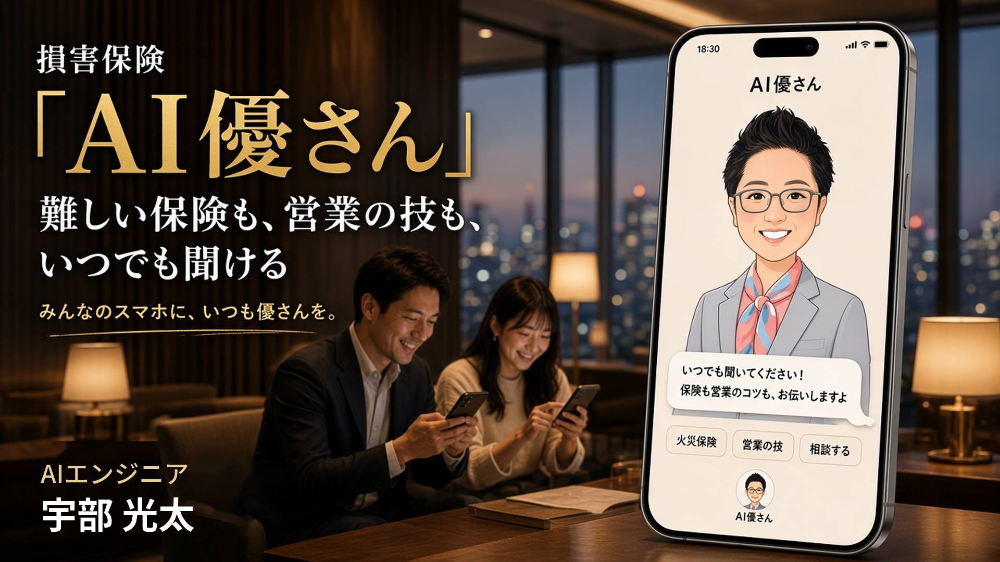 損害保険
「AI優さん」
難しい保険も、営業の技も、
いつでも聞ける
みんなのスマホに、いつも優さんを。
AIエンジニア
宇部 光太
18:30
AI優さん
いつでも聞いてください！
保険も営業のコツも、お伝いしますよ
火災保険
営業の技
相談する
AI優さん